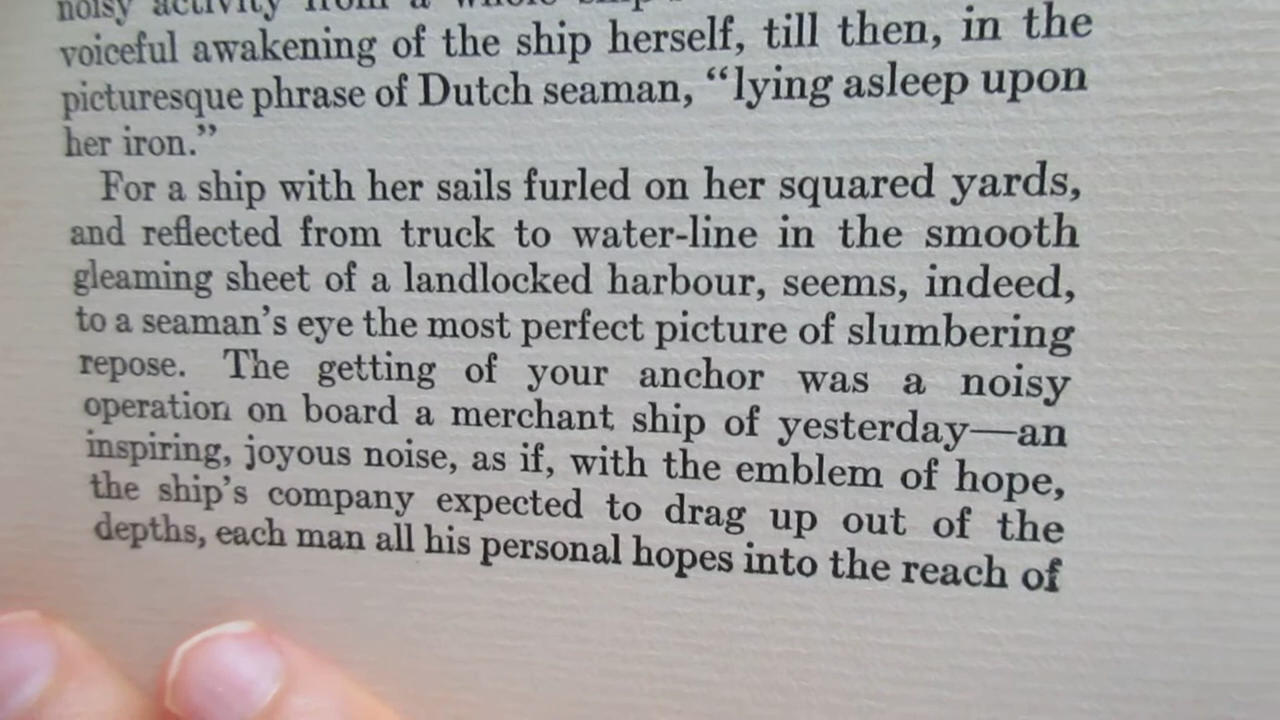 noisy activity from a whole ship's
voiceful awakening of the ship herself, till then, in the
picturesque phrase of Dutch seaman, “lying asleep upon
her iron.”
For a ship with her sails furled on her squared yards,
and reflected from truck to water-line in the smooth
gleaming sheet of a landlocked harbour, seems, indeed,
to a seaman’s eye the most perfect picture of slumbering
repose. The getting of your anchor was a noisy
operation on board a merchant ship of yesterday—an
inspiring, joyous noise, as if, with the emblem of hope,
the ship’s company expected to drag up out of the
depths, each man all his personal hopes into the reach of